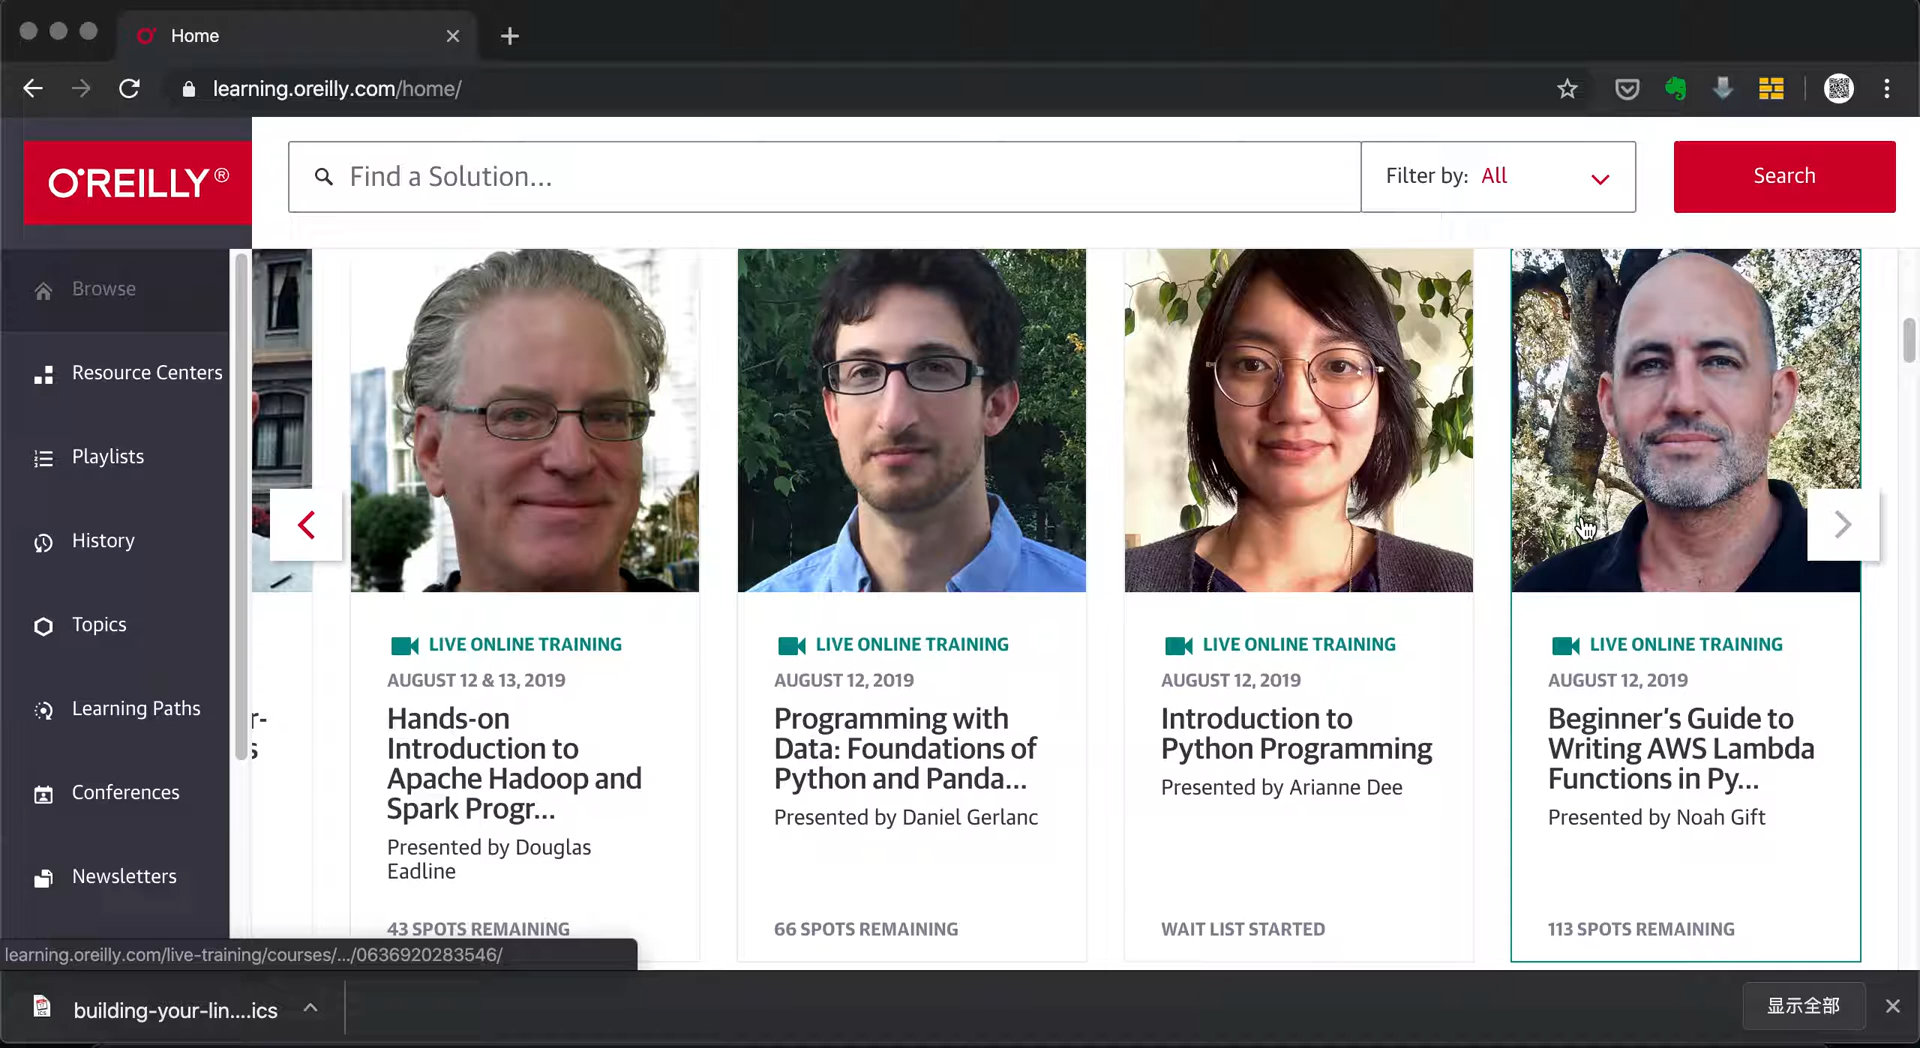 Home
learning.oreilly.com/home/
O'REILLY®
Find a Solution...
Filter by: All
Search
Browse
Resource Centers
Playlists
History
Topics
Learning Paths
Conferences
Newsletters
r-
s
LIVE ONLINE TRAINING
AUGUST 12 & 13, 2019
Hands-on
Introduction to
Apache Hadoop and
Spark Progr...
Presented by Douglas
Eadline
43 SPOTS REMAINING
LIVE ONLINE TRAINING
AUGUST 12, 2019
Programming with
Data: Foundations of
Python and Panda...
Presented by Daniel Gerlanc
66 SPOTS REMAINING
LIVE ONLINE TRAINING
AUGUST 12, 2019
Introduction to
Python Programming
Presented by Arianne Dee
WAIT LIST STARTED
LIVE ONLINE TRAINING
AUGUST 12, 2019
Beginner’s Guide to
Writing AWS Lambda
Functions in Py...
Presented by Noah Gift
113 SPOTS REMAINING
learning.oreilly.com/live-training/courses/.../0636920283546/
building-your-lin....ics
显示全部